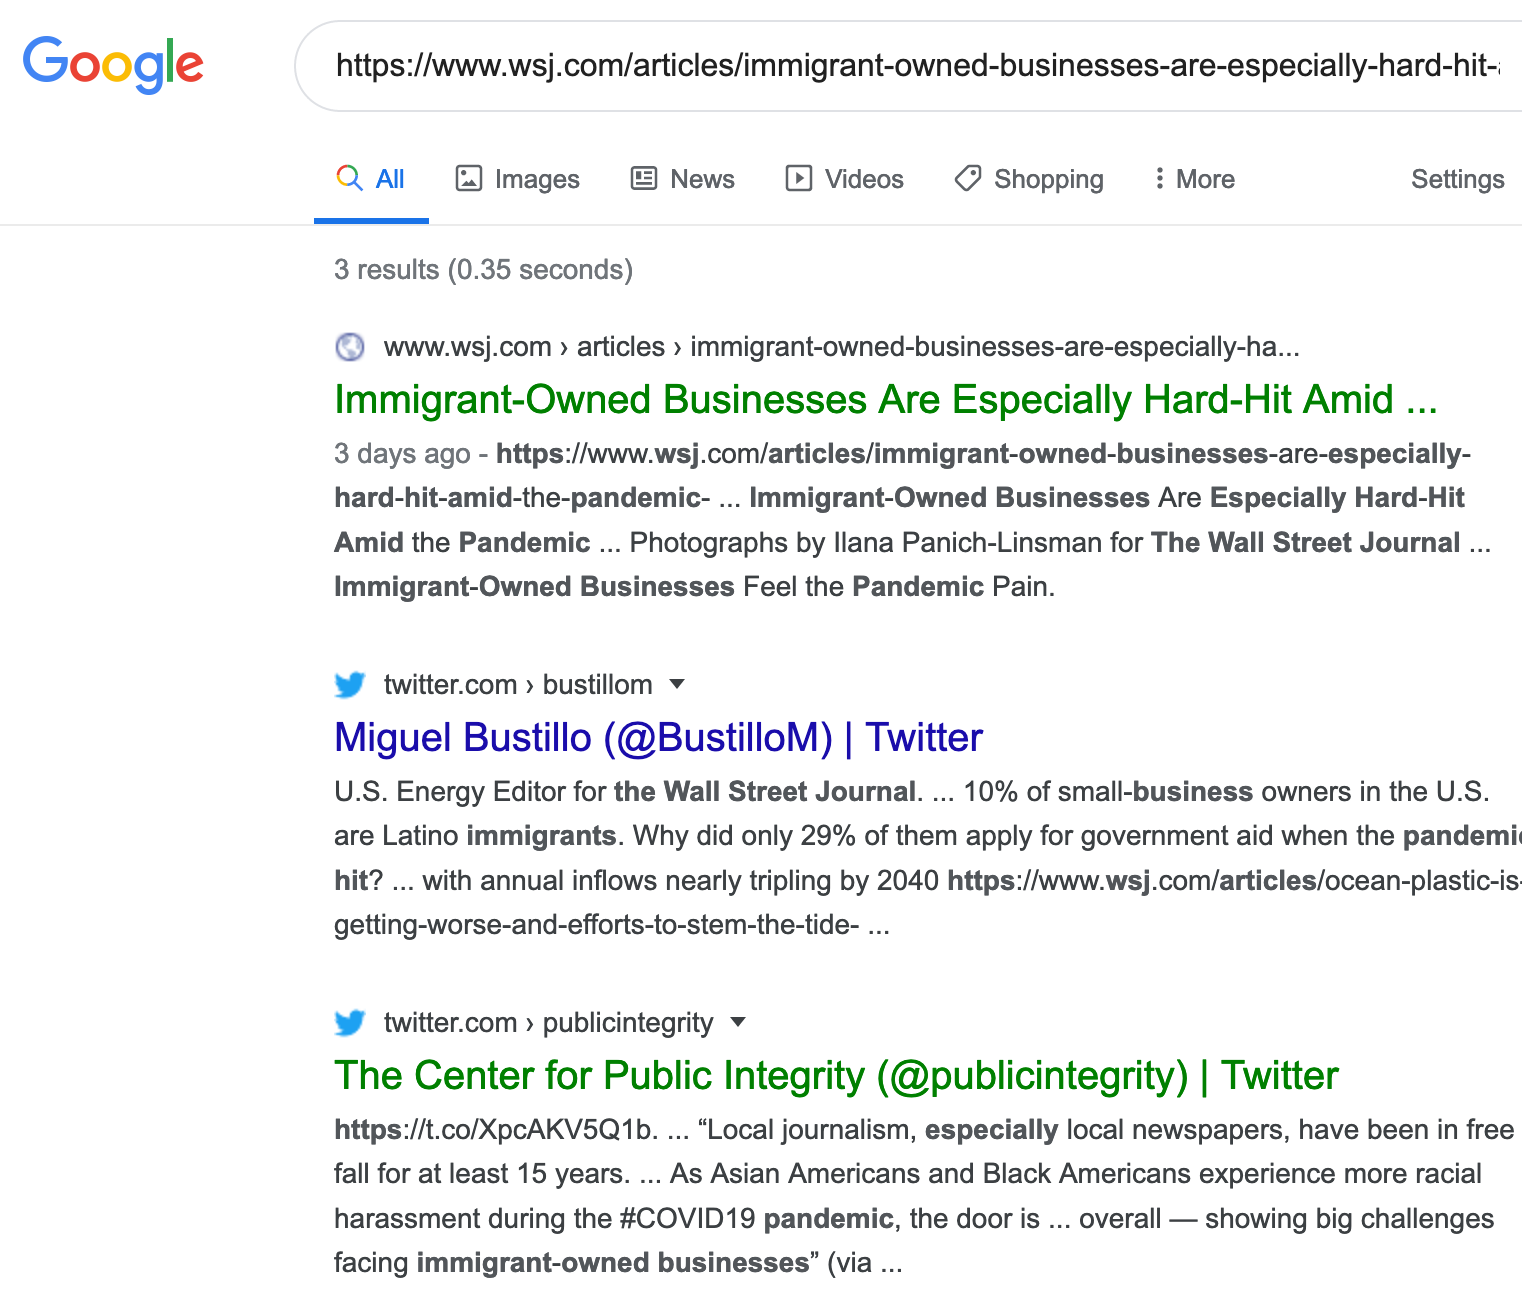 Google
https://www.wsj.com/articles/immigrant-owned-businesses-are-especially-hard-hit-
All Images News Videos Shopping More Settings
3 results (0.35 seconds)
www.wsj.com › articles › immigrant-owned-businesses-are-especially-ha...
Immigrant-Owned Businesses Are Especially Hard-Hit Amid ...
3 days ago - https://www.wsj.com/articles/immigrant-owned-businesses-are-especially-
hard-hit-amid-the-pandemic- ... Immigrant-Owned Businesses Are Especially Hard-Hit
Amid the Pandemic ... Photographs by Ilana Panich-Linsman for The Wall Street Journal ...
Immigrant-Owned Businesses Feel the Pandemic Pain.
twitter.com › bustillom
Miguel Bustillo (@BustilloM) | Twitter
U.S. Energy Editor for the Wall Street Journal. ... 10% of small-business owners in the U.S.
are Latino immigrants. Why did only 29% of them apply for government aid when the pandemic
hit? ... with annual inflows nearly tripling by 2040 https://www.wsj.com/articles/ocean-plastic-is-
getting-worse-and-efforts-to-stem-the-tide- ...
twitter.com › publicintegrity
The Center for Public Integrity (@publicintegrity) | Twitter
https://t.co/XpcAKV5Q1b. ... “Local journalism, especially local newspapers, have been in free
fall for at least 15 years. ... As Asian Americans and Black Americans experience more racial
harassment during the #COVID19 pandemic, the door is ... overall — showing big challenges
facing immigrant-owned businesses” (via ...